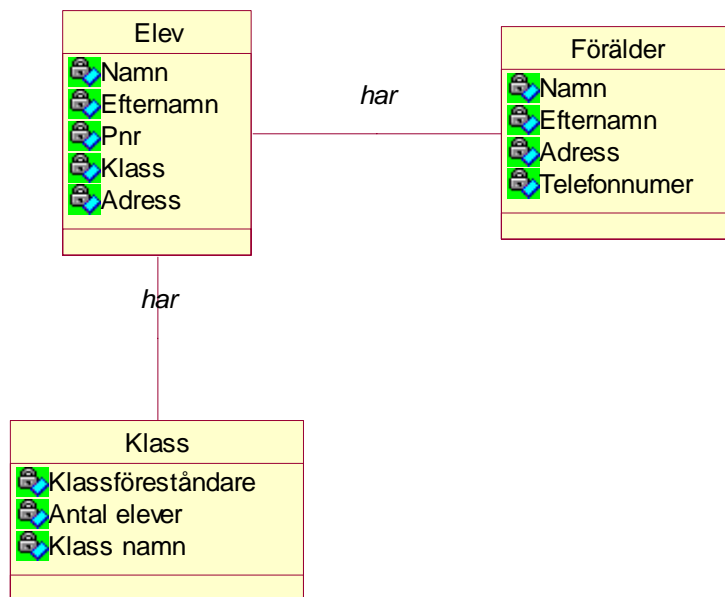 Elev
Namn
Efternamn
Pnr
Klass
Adress
har
Förälder
Namn
Efternamn
Adress
Telefonnumer
har
Klass
Klassföreståndare
Antal elever
Klass namn